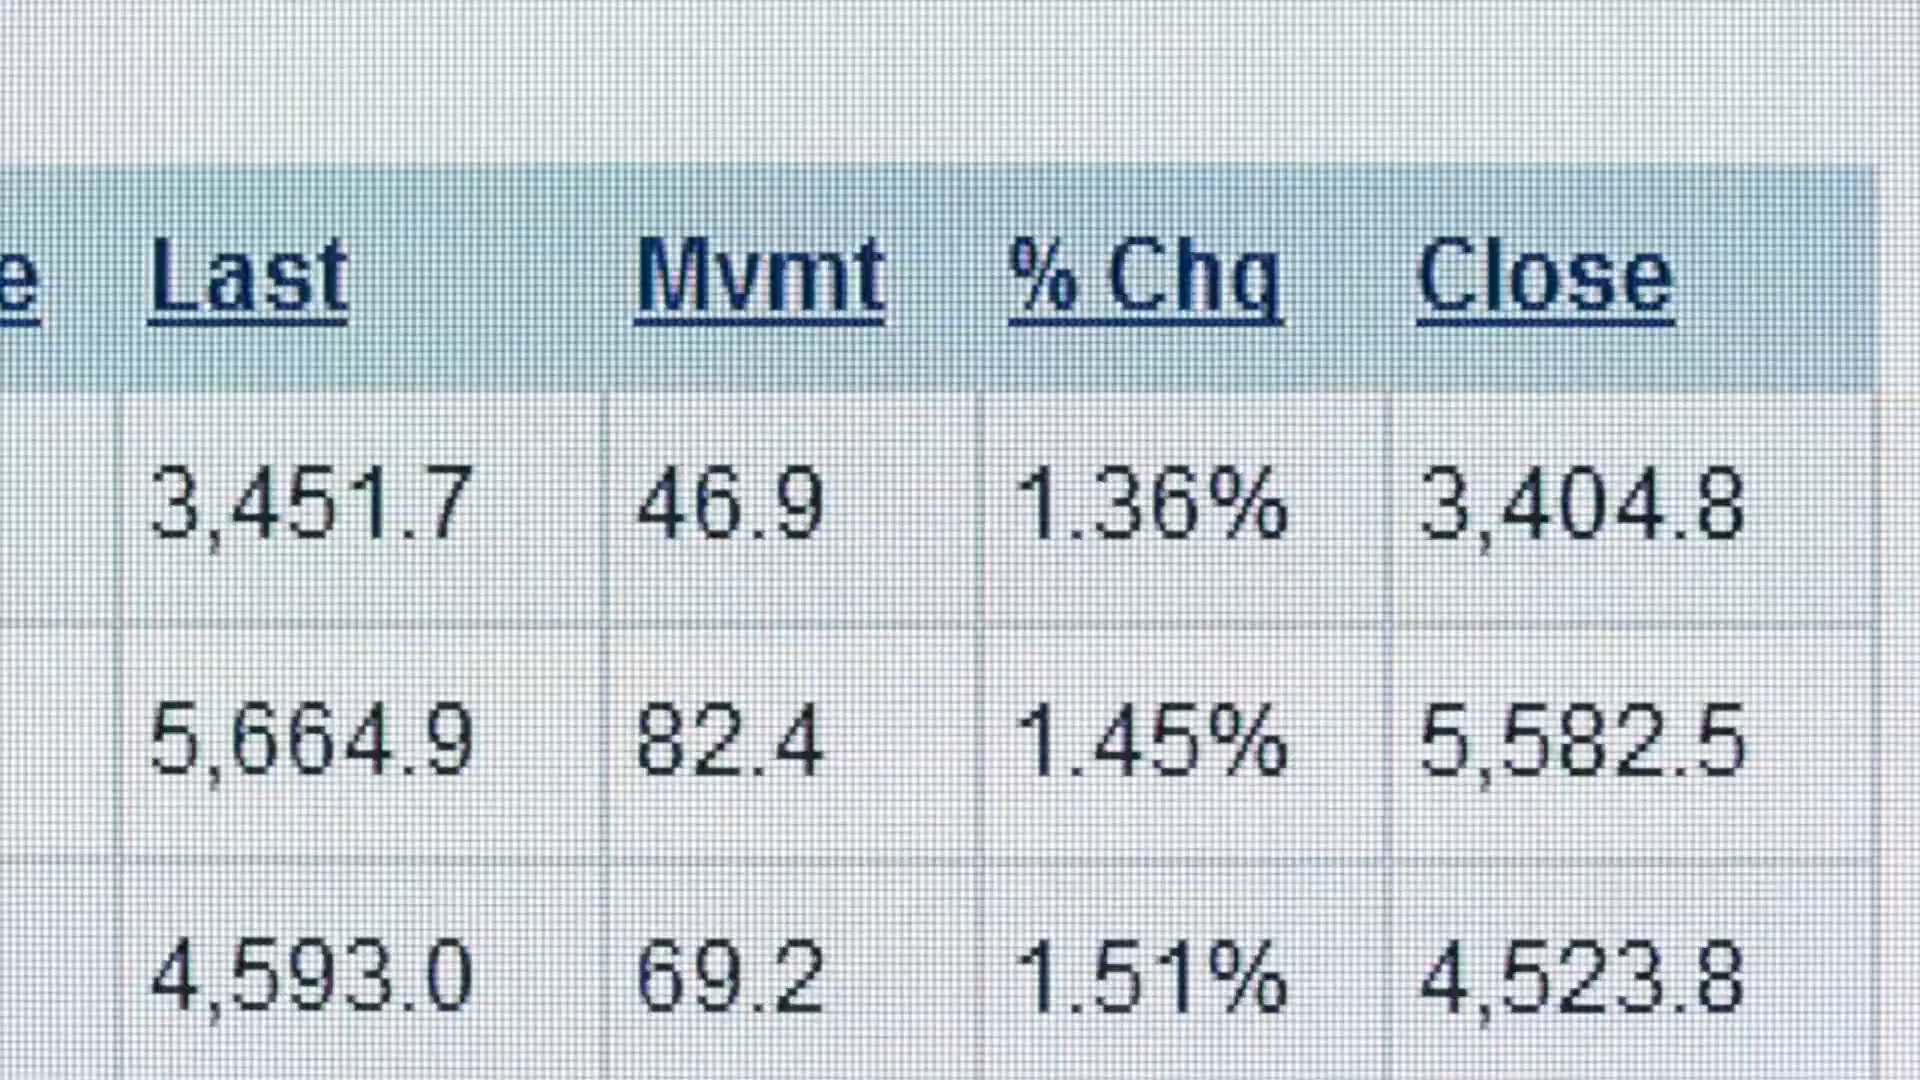 e Last Mvmt % Chg Close
3,451.7 46.9 1.36% 3,404.8
5,664.9 82.4 1.45% 5,582.5
4,593.0 69.2 1.51% 4,523.8